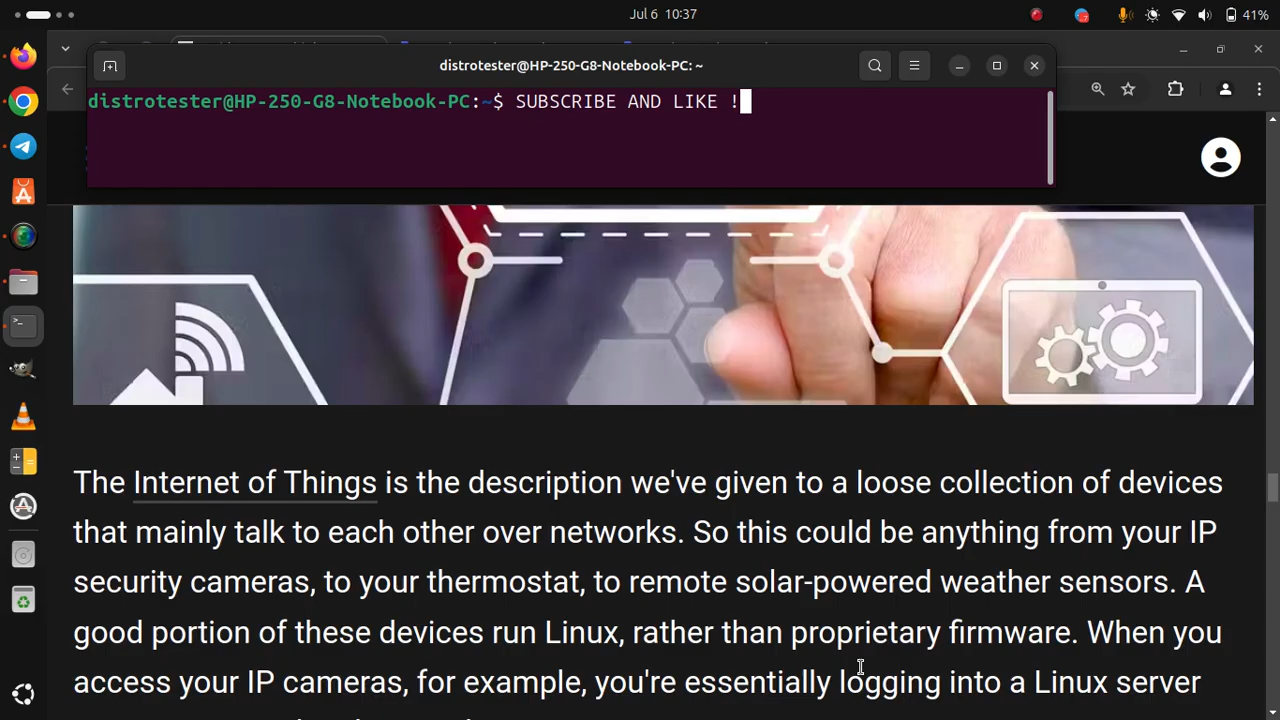 Jul 6 10:37
41%
distrotester@HP-250-G8-Notebook-PC: ~
distrotester@HP-250-G8-Notebook-PC:~$ SUBSCRIBE AND LIKE !
The Internet of Things is the description we've given to a loose collection of devices
that mainly talk to each other over networks. So this could be anything from your IP
security cameras, to your thermostat, to remote solar-powered weather sensors. A
good portion of these devices run Linux, rather than proprietary firmware. When you
access your IP cameras, for example, you're essentially logging into a Linux server